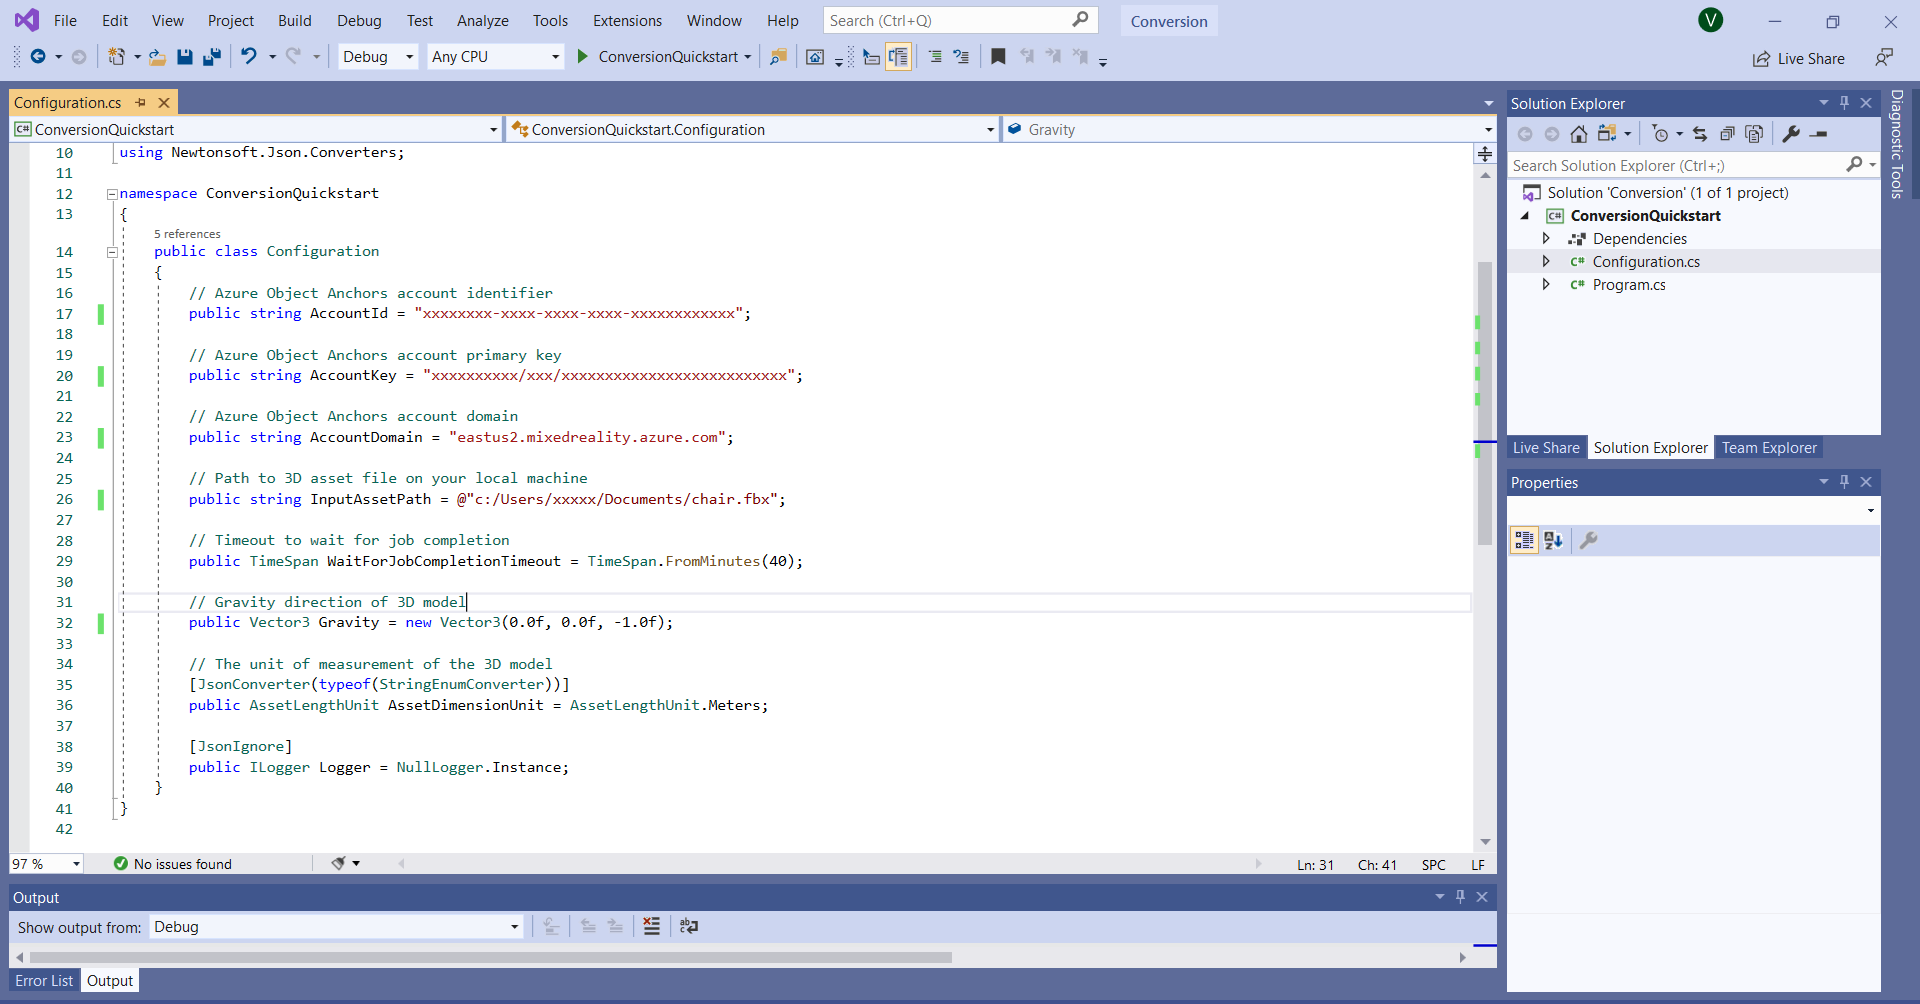 File Edit View Project Build Debug Test Analyze Tools Extensions Window Help Search (Ctrl+Q) Conversion V
Debug Any CPU ConversionQuickstart Live Share
Configuration.cs
ConversionQuickstart ConversionQuickstart.Configuration Gravity
10 using Newtonsoft.Json.Converters;
11
12 namespace ConversionQuickstart
13 {
5 references
14 public class Configuration
15 {
16 // Azure Object Anchors account identifier
17 public string AccountId = "xxxxxxxx-xxxx-xxxx-xxxx-xxxxxxxxxxxx";
18
19 // Azure Object Anchors account primary key
20 public string AccountKey = "xxxxxxxxxx/xxx/xxxxxxxxxxxxxxxxxxxxxxxxxx";
21
22 // Azure Object Anchors account domain
23 public string AccountDomain = "eastus2.mixedreality.azure.com";
24
25 // Path to 3D asset file on your local machine
26 public string InputAssetPath = @"c:/Users/xxxxx/Documents/chair.fbx";
27
28 // Timeout to wait for job completion
29 public TimeSpan WaitForJobCompletionTimeout = TimeSpan.FromMinutes(40);
30
31 // Gravity direction of 3D model
32 public Vector3 Gravity = new Vector3(0.0f, 0.0f, -1.0f);
33
34 // The unit of measurement of the 3D model
35 [JsonConverter(typeof(StringEnumConverter))]
36 public AssetLengthUnit AssetDimensionUnit = AssetLengthUnit.Meters;
37
38 [JsonIgnore]
39 public ILogger Logger = NullLogger.Instance;
40 }
41 }
42
97 % No issues found Ln: 31 Ch: 41 SPC LF
Output
Show output from: Debug
Error List Output
Solution Explorer
Search Solution Explorer (Ctrl+;)
Solution 'Conversion' (1 of 1 project)
C# ConversionQuickstart
Dependencies
C# Configuration.cs
C# Program.cs
Live Share Solution Explorer Team Explorer
Properties
Diagnostic Tools